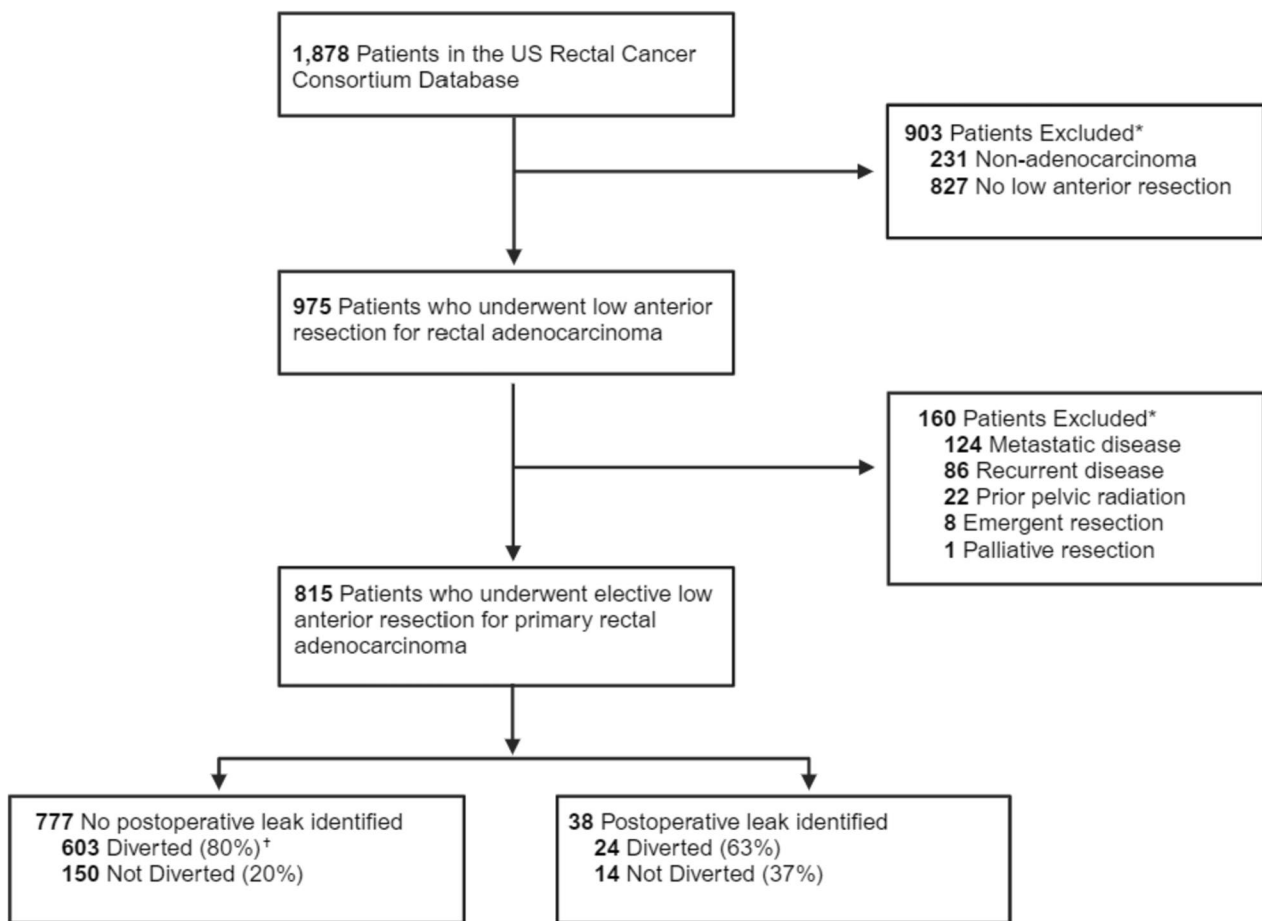 1,878 Patients in the US Rectal Cancer
Consortium Database
903 Patients Excluded*
231 Non-adenocarcinoma
827 No low anterior resection
975 Patients who underwent low anterior
resection for rectal adenocarcinoma
160 Patients Excluded*
124 Metastatic disease
86 Recurrent disease
22 Prior pelvic radiation
8 Emergent resection
1 Palliative resection
815 Patients who underwent elective low
anterior resection for primary rectal
adenocarcinoma
777 No postoperative leak identified
603 Diverted (80%)†
150 Not Diverted (20%)
38 Postoperative leak identified
24 Diverted (63%)
14 Not Diverted (37%)